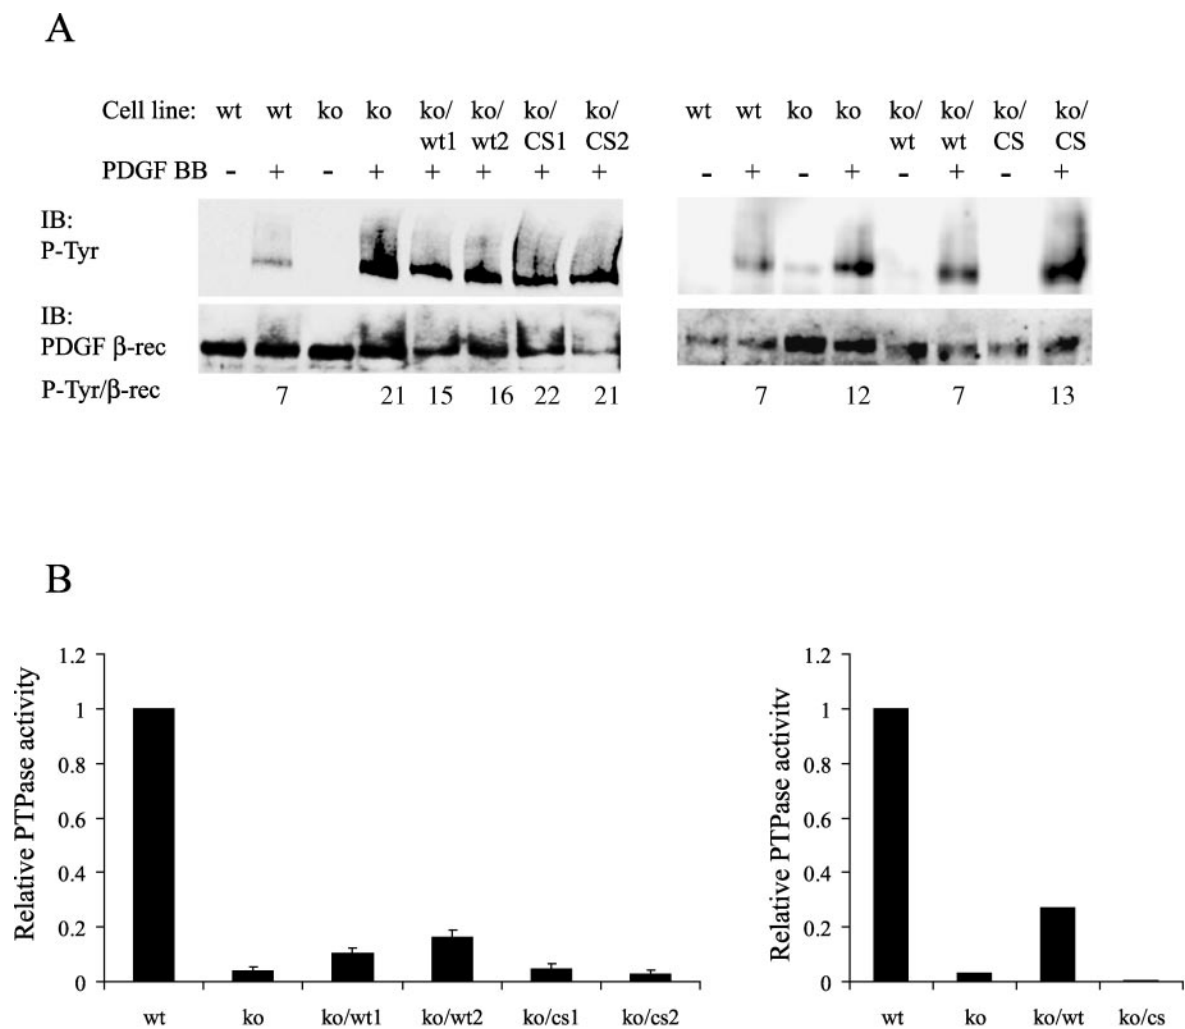 A
Cell line: wt wt ko ko ko/ ko/ ko/ ko/ wt wt ko ko ko/ ko/ ko/ ko/
wt1 wt2 CS1 CS2 wt wt CS CS
PDGF BB - + - + + + + + - + - + - + - +
IB:
P-Tyr
IB:
PDGF β-rec
P-Tyr/β-rec 7 21 15 16 22 21 7 12 7 13
B
Relative PTPase activity
1.2
1
0.8
0.6
0.4
0.2
0
wt ko ko/wt1 ko/wt2 ko/cs1 ko/cs2
Relative PTPase activity
1.2
1
0.8
0.6
0.4
0.2
0
wt ko ko/wt ko/cs